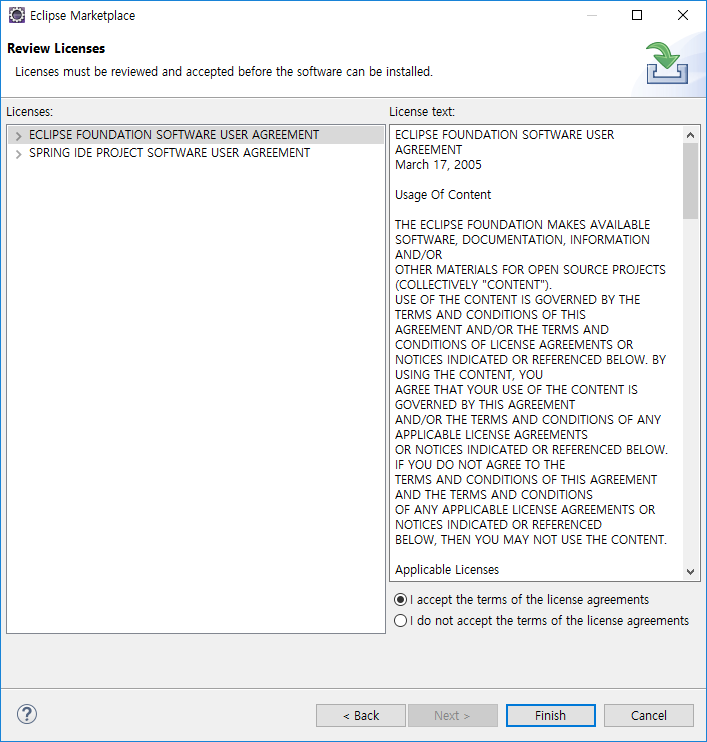 Eclipse Marketplace
Review Licenses
Licenses must be reviewed and accepted before the software can be installed.
Licenses:
ECLIPSE FOUNDATION SOFTWARE USER AGREEMENT
SPRING IDE PROJECT SOFTWARE USER AGREEMENT
License text:
ECLIPSE FOUNDATION SOFTWARE USER
AGREEMENT
March 17, 2005
Usage Of Content
THE ECLIPSE FOUNDATION MAKES AVAILABLE
SOFTWARE, DOCUMENTATION, INFORMATION
AND/OR
OTHER MATERIALS FOR OPEN SOURCE PROJECTS
(COLLECTIVELY "CONTENT").
USE OF THE CONTENT IS GOVERNED BY THE
TERMS AND CONDITIONS OF THIS
AGREEMENT AND/OR THE TERMS AND
CONDITIONS OF LICENSE AGREEMENTS OR
NOTICES INDICATED OR REFERENCED BELOW. BY
USING THE CONTENT, YOU
AGREE THAT YOUR USE OF THE CONTENT IS
GOVERNED BY THIS AGREEMENT
AND/OR THE TERMS AND CONDITIONS OF ANY
APPLICABLE LICENSE AGREEMENTS
OR NOTICES INDICATED OR REFERENCED BELOW.
IF YOU DO NOT AGREE TO THE
TERMS AND CONDITIONS OF THIS AGREEMENT
AND THE TERMS AND CONDITIONS
OF ANY APPLICABLE LICENSE AGREEMENTS OR
NOTICES INDICATED OR REFERENCED
BELOW, THEN YOU MAY NOT USE THE CONTENT.
Applicable Licenses
I accept the terms of the license agreements
I do not accept the terms of the license agreements
?
< Back
Next >
Finish
Cancel